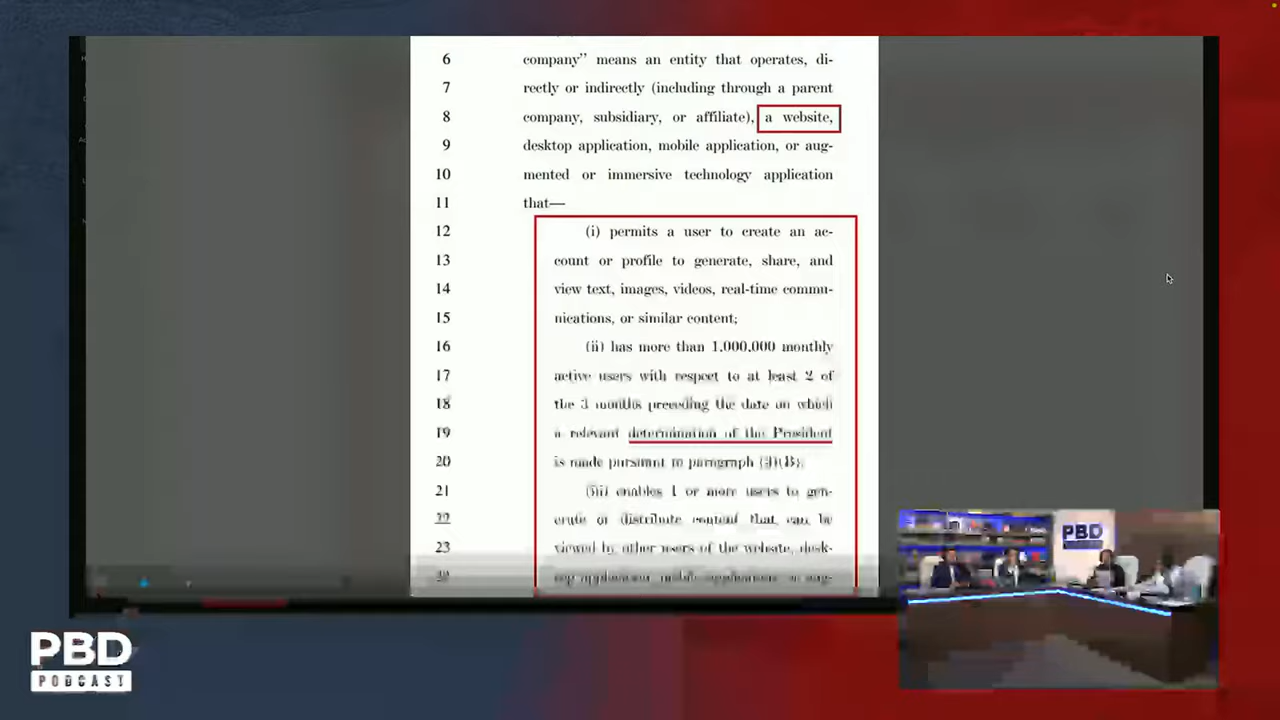 6 company” means an entity that operates, di-
7 rectly or indirectly (including through a parent
8 company, subsidiary, or affiliate), a website,
9 desktop application, mobile application, or aug-
10 mented or immersive technology application
11 that—
12 (i) permits a user to create an ac-
13 count or profile to generate, share, and
14 view text, images, videos, real-time commu-
15 nications, or similar content;
16 (ii) has more than 1,000,000 monthly
17 active users with respect to at least 2 of
18 the 3 months preceding the date on which
19 a relevant determination of the President
20 is made pursuant to paragraph
21 (iii) enables 1 or more users to gen-
22 erate or distribute content that can be
23 viewed by other users of the website, desk-
PBD
PBD
PODCAST